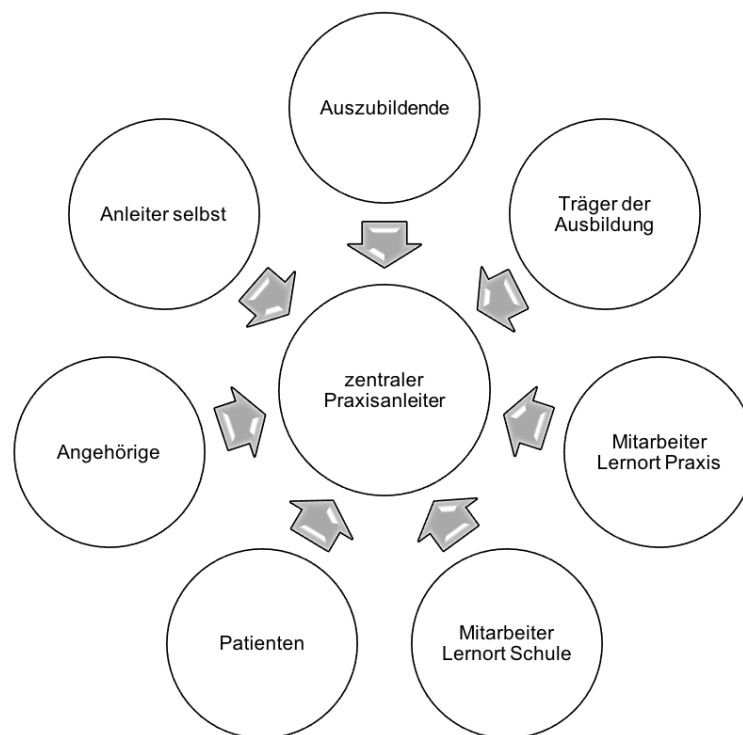 Auszubildende
Anleiter selbst
Träger der
Ausbildung
zentraler
Praxisanleiter
Angehörige
Mitarbeiter
Lernort Praxis
Patienten
Mitarbeiter
Lernort Schule